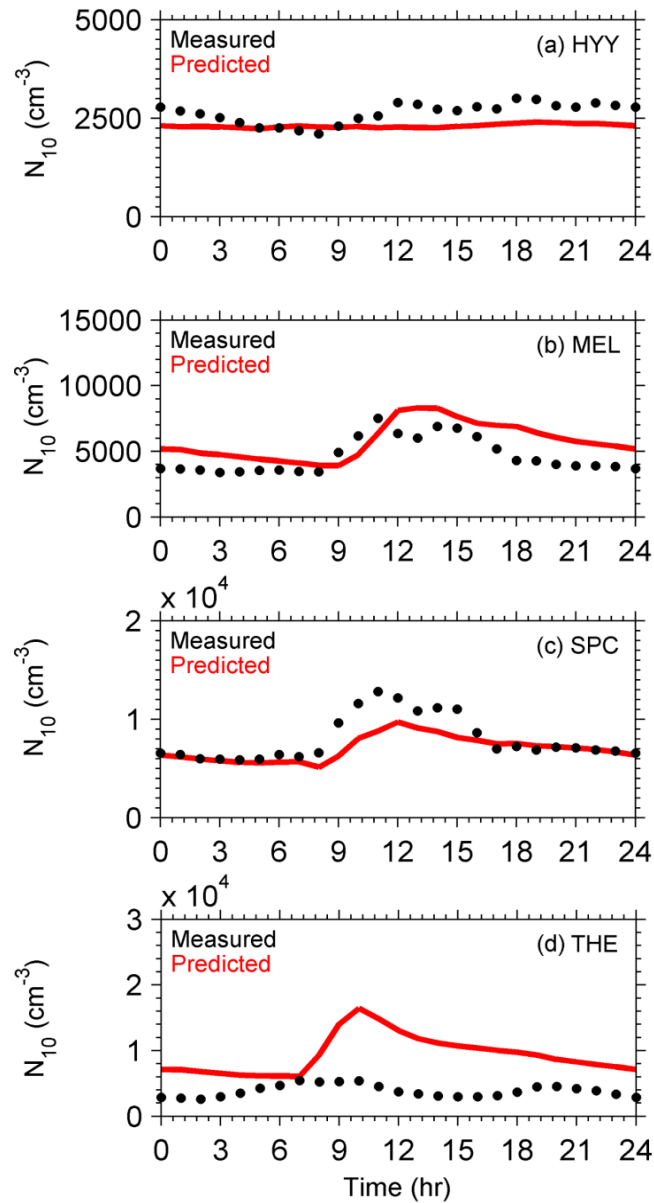 5000
Measured
(a) HYY
Predicted
N10 (cm-3)
2500
0
0 3 6 9 12 15 18 21 24
15000
Measured
(b) MEL
Predicted
N10 (cm-3)
10000
5000
0
0 3 6 9 12 15 18 21 24
x 10^4
2
Measured
(c) SPC
Predicted
N10 (cm-3)
1
0
0 3 6 9 12 15 18 21 24
x 10^4
3
Measured
(d) THE
Predicted
N10 (cm-3)
2
1
0
0 3 6 9 12 15 18 21 24
Time (hr)